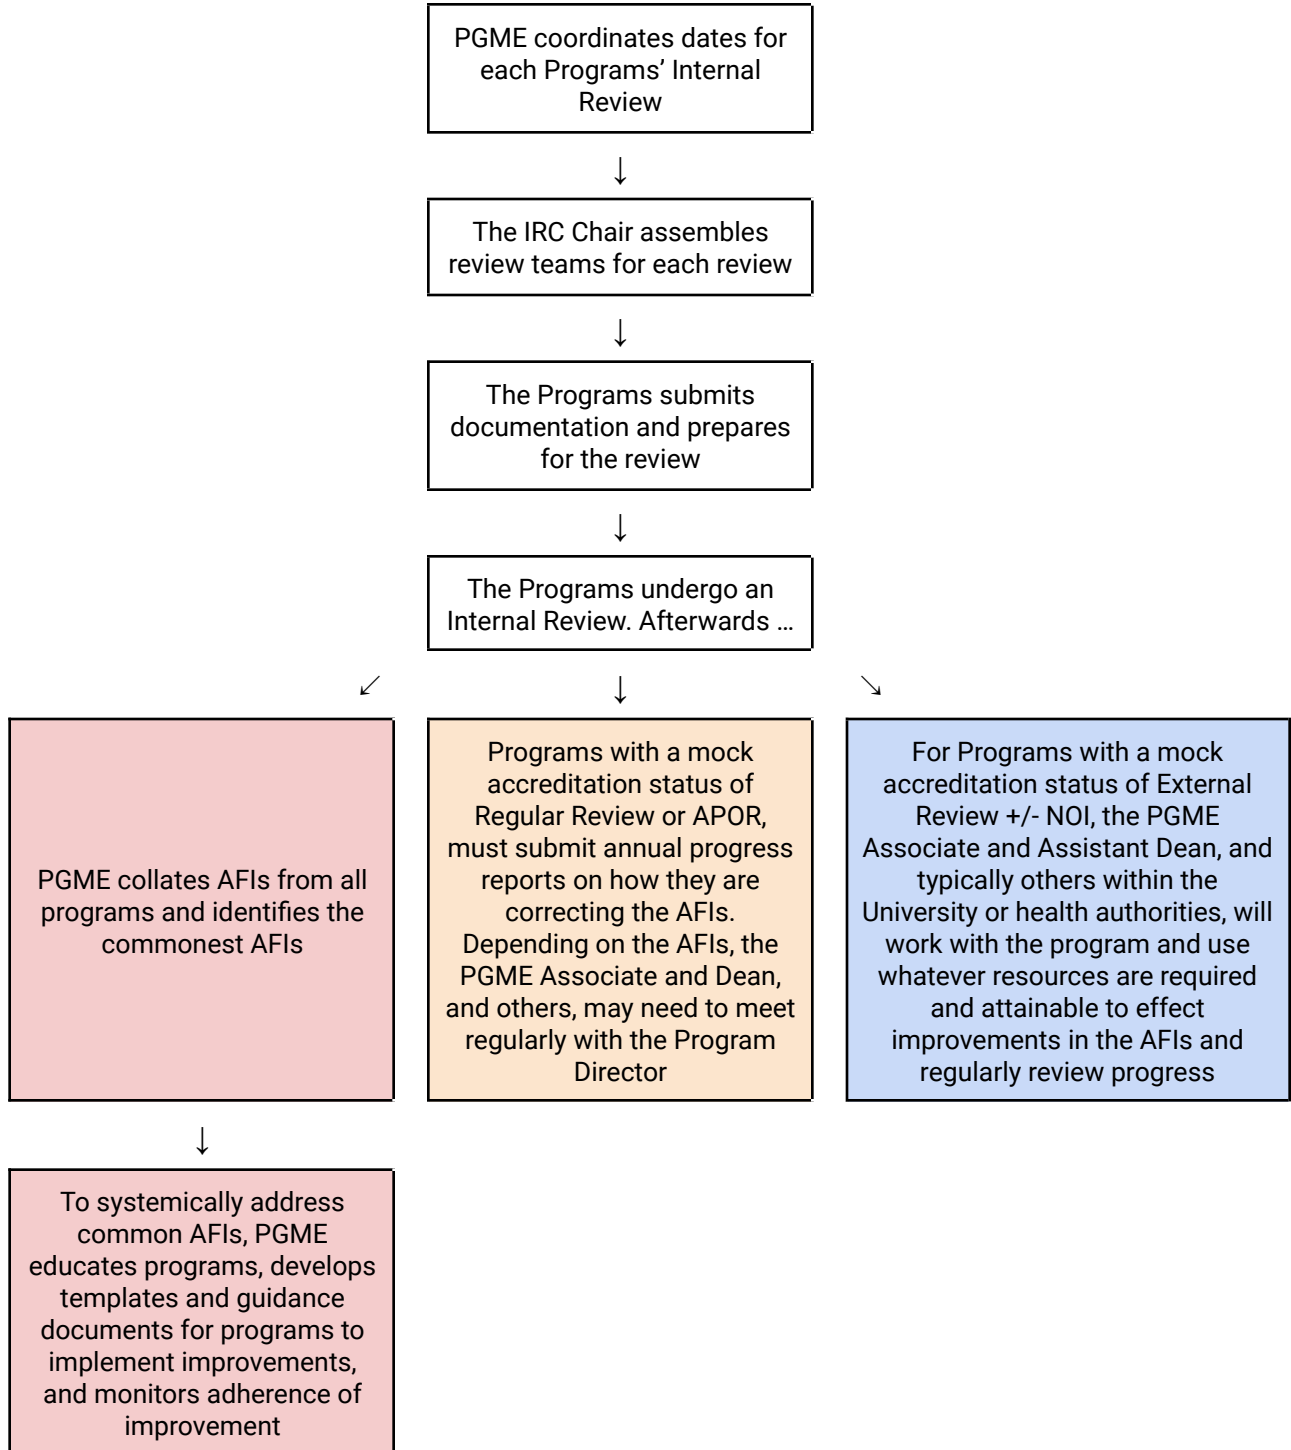 PGME coordinates dates for
each Programs’ Internal
Review
↓
The IRC Chair assembles
review teams for each review
↓
The Programs submits
documentation and prepares
for the review
↓
The Programs undergo an
Internal Review. Afterwards ...
↙ ↓ ↘
PGME collates AFIs from all
programs and identifies the
commonest AFIs
Programs with a mock
accreditation status of
Regular Review or APOR,
must submit annual progress
reports on how they are
correcting the AFIs.
Depending on the AFIs, the
PGME Associate and Dean,
and others, may need to meet
regularly with the Program
Director
For Programs with a mock
accreditation status of External
Review +/- NOI, the PGME
Associate and Assistant Dean, and
typically others within the
University or health authorities, will
work with the program and use
whatever resources are required
and attainable to effect
improvements in the AFIs and
regularly review progress
↓
To systemically address
common AFIs, PGME
educates programs, develops
templates and guidance
documents for programs to
implement improvements,
and monitors adherence of
improvement